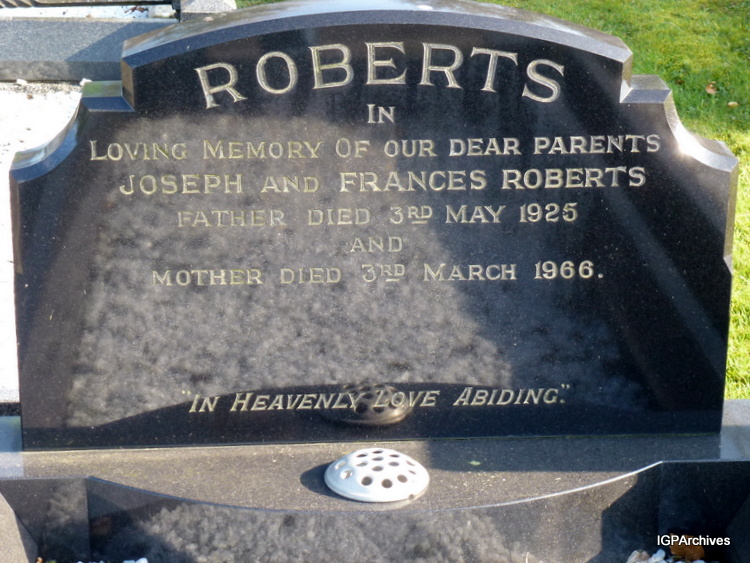 ROBERTS
IN
LOVING MEMORY OF OUR DEAR PARENTS
JOSEPH AND FRANCES ROBERTS
FATHER DIED 3RD MAY 1925
AND
MOTHER DIED 3RD MARCH 1966.
"IN HEAVENLY LOVE ABIDING."
IGPArchives